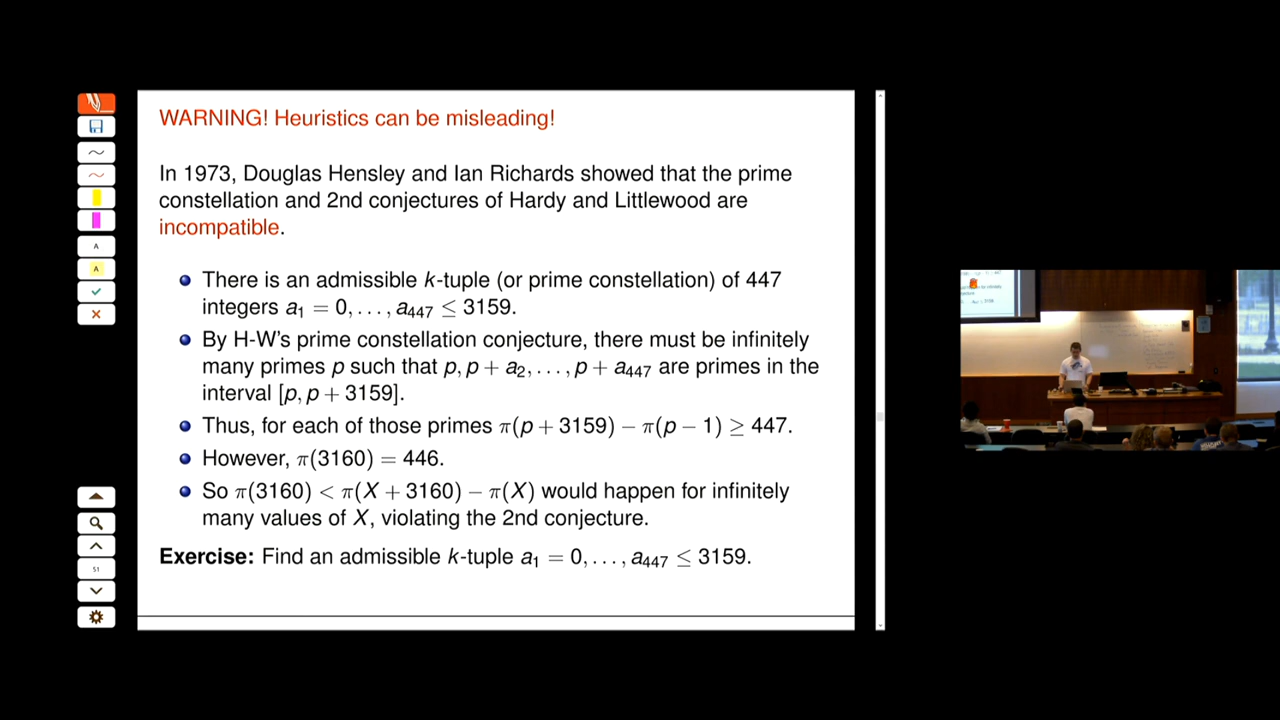 WARNING! Heuristics can be misleading!
In 1973, Douglas Hensley and Ian Richards showed that the prime
constellation and 2nd conjectures of Hardy and Littlewood are
incompatible.
There is an admissible k-tuple (or prime constellation) of 447
integers a₁ = 0, . . . , a₄₄₇ ≤ 3159.
By H-W's prime constellation conjecture, there must be infinitely
many primes p such that p, p + a₂, . . . , p + a₄₄₇ are primes in the
interval [p, p + 3159].
Thus, for each of those primes π(p + 3159) − π(p − 1) ≥ 447.
However, π(3160) = 446.
So π(3160) < π(X + 3160) − π(X) would happen for infinitely
many values of X, violating the 2nd conjecture.
Exercise: Find an admissible k-tuple a₁ = 0, . . . , a₄₄₇ ≤ 3159.
A
A
51